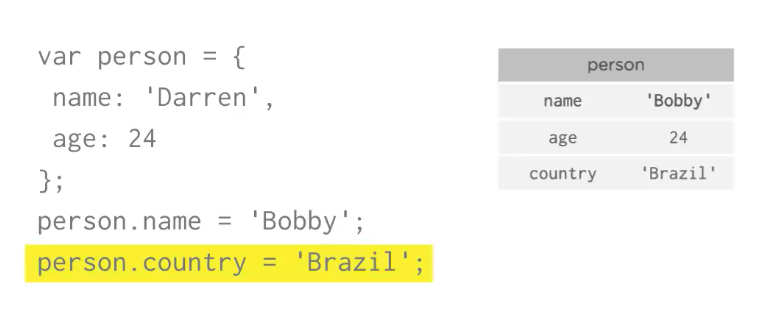 var person = {
name: 'Darren',
age: 24
};
person.name = 'Bobby';
person.country = 'Brazil';
person
name 'Bobby'
age 24
country 'Brazil'